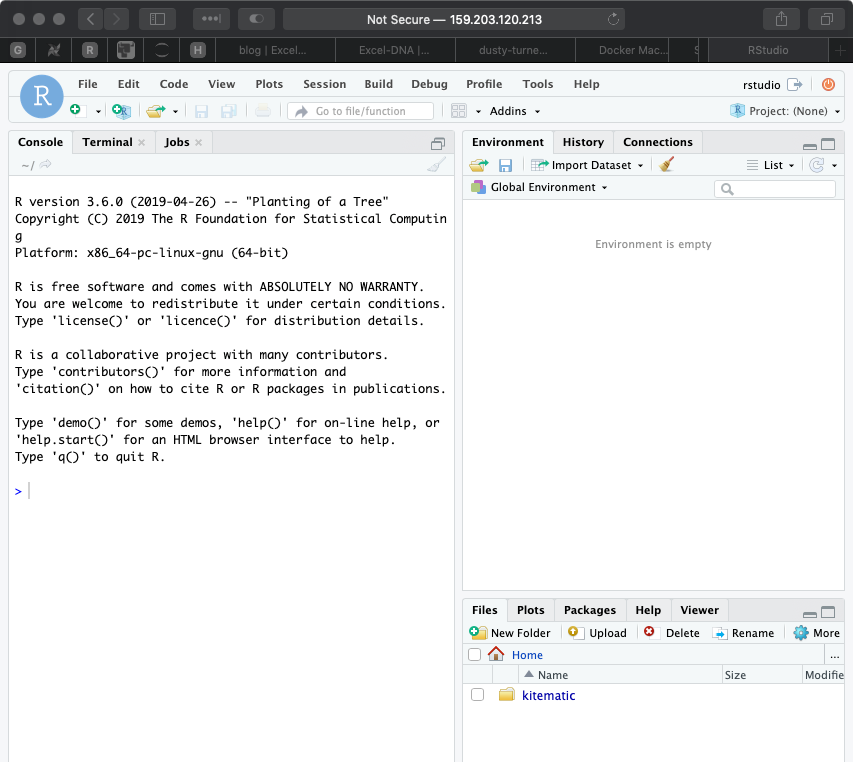 Not Secure — 159.203.120.213
G R H blog | Excel... Excel-DNA |... dusty-turne... Docker Mac... RStudio
R File Edit Code View Plots Session Build Debug Profile Tools Help rstudio
Go to file/function Addins R Project: (None)
Console Terminal Jobs
~/
R version 3.6.0 (2019-04-26) -- "Planting of a Tree"
Copyright (C) 2019 The R Foundation for Statistical Computin
g
Platform: x86_64-pc-linux-gnu (64-bit)
R is free software and comes with ABSOLUTELY NO WARRANTY.
You are welcome to redistribute it under certain conditions.
Type 'license()' or 'licence()' for distribution details.
R is a collaborative project with many contributors.
Type 'contributors()' for more information and
'citation()' on how to cite R or R packages in publications.
Type 'demo()' for some demos, 'help()' for on-line help, or
'help.start()' for an HTML browser interface to help.
Type 'q()' to quit R.
>
Environment History Connections
Import Dataset List
Global Environment
Environment is empty
Files Plots Packages Help Viewer
New Folder Upload Delete Rename More
Home ...
Name Size Modifie
kitematic